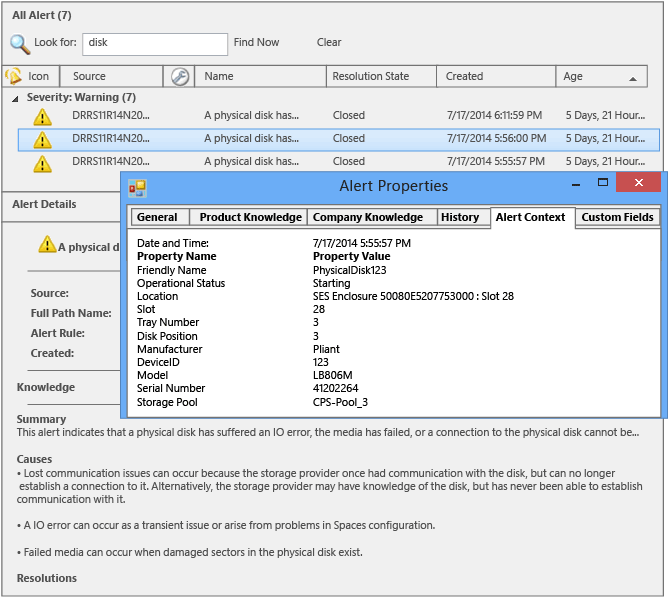 All Alert (7)
Look for: disk Find Now Clear
Icon Source Name Resolution State Created Age
Severity: Warning (7)
DRRS11R14N20... A physical disk has... Closed 7/17/2014 6:11:59 PM 5 Days, 21 Hour...
DRRS11R14N20... A physical disk has... Closed 7/17/2014 5:56:00 PM 5 Days, 21 Hour...
DRRS11R14N20... A physical disk has... Closed 7/17/2014 5:55:57 PM 5 Days, 21 Hour...
Alert Properties
Alert Details
General Product Knowledge Company Knowledge History Alert Context Custom Fields
A physical d
Source:
Full Path Name:
Alert Rule:
Created:
Date and Time: 7/17/2014 5:55:57 PM
Property Name Property Value
Friendly Name PhysicalDisk123
Operational Status Starting
Location SES Enclosure 50080E5207753000 : Slot 28
Slot 28
Tray Number 3
Disk Position 3
Manufacturer Pliant
DeviceID 123
Model LB806M
Serial Number 41202264
Storage Pool CPS-Pool_3
Knowledge
Summary
This alert indicates that a physical disk has suffered an IO error, the media has failed, or a connection to the physical disk cannot be...
Causes
• Lost communication issues can occur because the storage provider once had communication with the disk, but can no longer
establish a connection to it. Alternatively, the storage provider may have knowledge of the disk, but has never been able to establish
communication with it.
• A IO error can occur as a transient issue or arise from problems in Spaces configuration.
• Failed media can occur when damaged sectors in the physical disk exist.
Resolutions